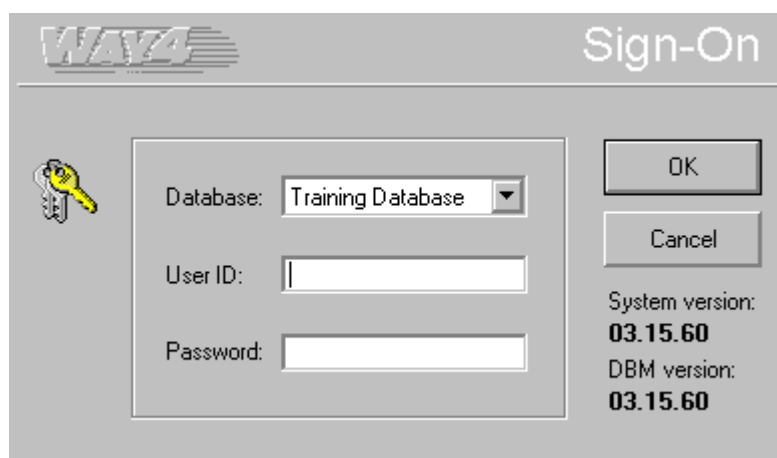 WAY4
Sign-On
Database: Training Database
OK
User ID:
Cancel
Password:
System version:
03.15.60
DBM version:
03.15.60